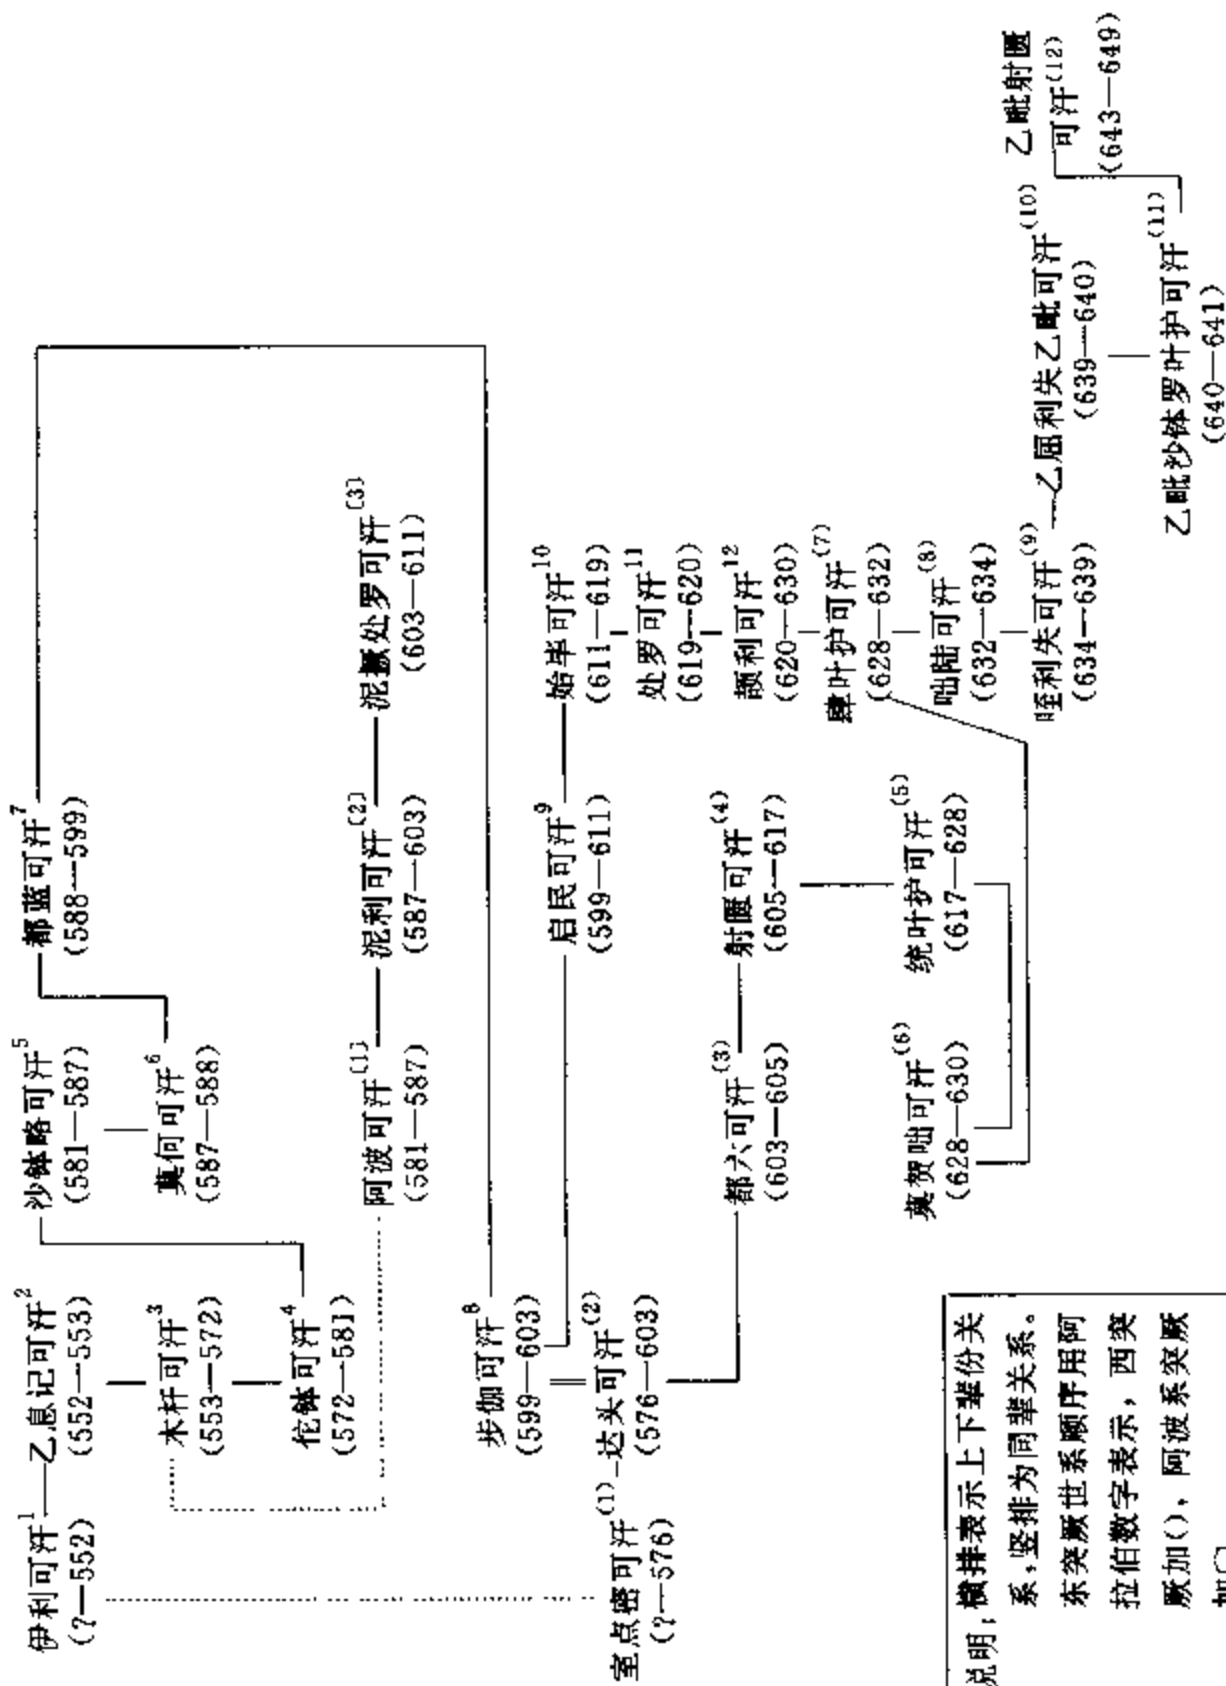 伊利可汗1——乙息记可汗2
(?—552)
(552—553)
沙钵略可汗5
(581—587)
都蓝可汗7
(588—599)
木杆可汗3
(553—572)
莫何可汗6
(587—588)
佗钵可汗4
(572—581)
阿波可汗[1]
(581—587)
泥利可汗[2]
(587—603)
泥撅处罗可汗[3]
(603—611)
步伽可汗8
(599—603)
启民可汗9
(599—611)
始毕可汗10
(611—619)
室点密可汗(1)—达头可汗(2)
(?—576)
(576—603)
处罗可汗11
(619—620)
都六可汗(3)
(603—605)
射匮可汗(4)
(605—617)
颉利可汗12
(620—630)
肆叶护可汗(7)
(628—632)
莫贺咄可汗(6)
(628—630)
统叶护可汗(5)
(617—628)
咄陆可汗(8)
(632—634)
咥利失可汗(9)—乙屈利失乙毗可汗(10)
(634—639)
(639—640)
乙毗射匮
可汗(12)
(643—649)
乙毗沙钵罗叶护可汗(11)
(640—641)
说明：横排表示上下辈份关
系，竖排为同辈关系。
东突厥世系顺序用阿
拉伯数字表示，西突
厥加()，阿波系突厥